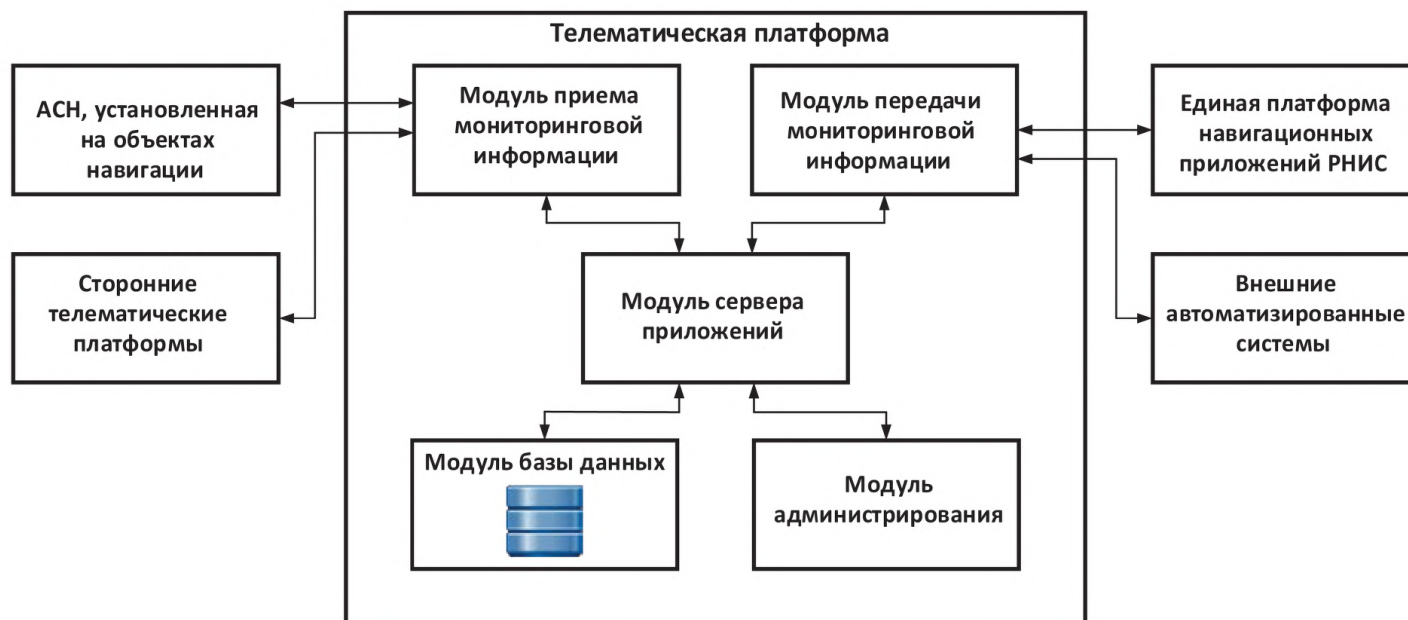 Телематическая платформа
АСН, установленная
на объектах
навигации
Модуль приема
мониторинговой
информации
Модуль передачи
мониторинговой
информации
Единая платформа
навигационных
приложений РНИС
Сторонние
телематические
платформы
Модуль сервера
приложений
Внешние
автоматизированные
системы
Модуль базы данных
Модуль
администрирования